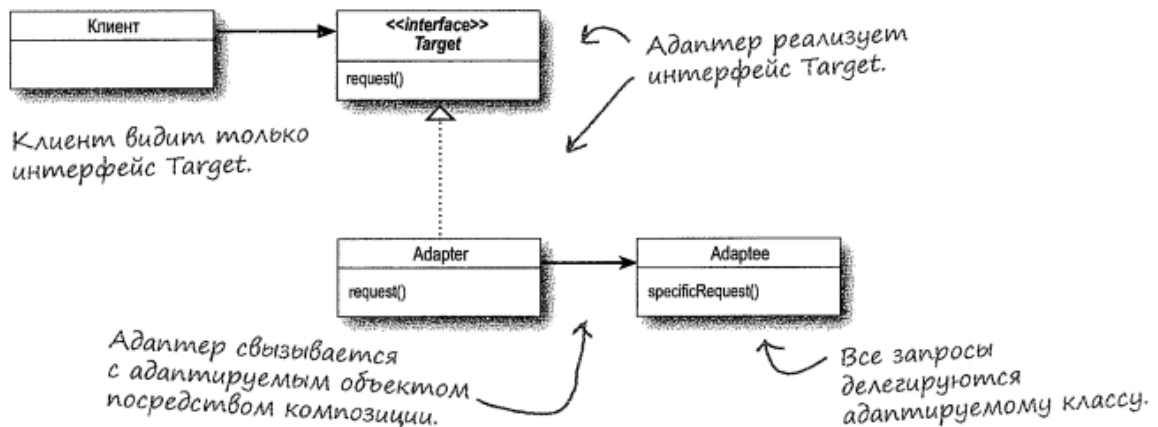 Клиент
<<interface>>
Target
request()
Адаптер реализует
интерфейс Target.
Клиент видит только
интерфейс Target.
Adapter
request()
Adaptee
specificRequest()
Адаптер свызывается
с адаптируемым объектом
посредством композиции.
Все запросы
делегируются
адаптируемому классу.